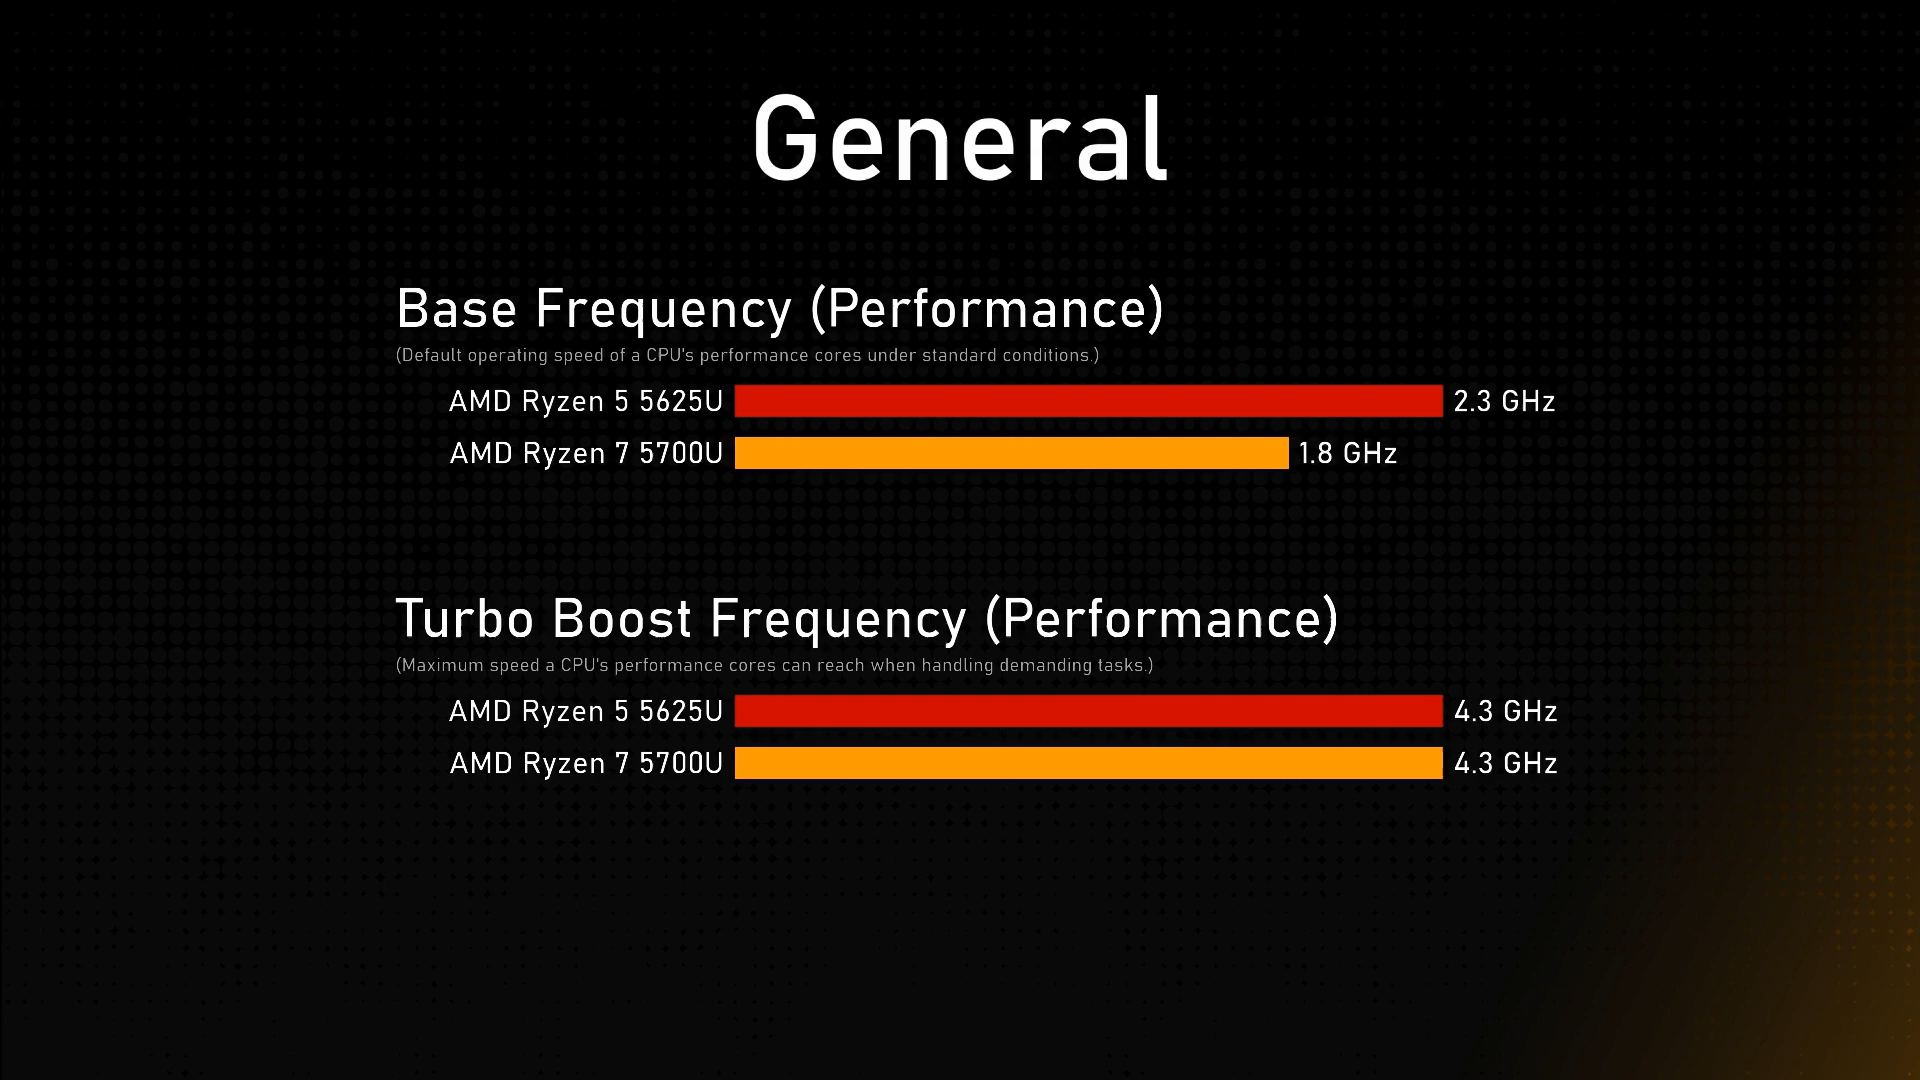 General
Base Frequency (Performance)
(Default operating speed of a CPU's performance cores under standard conditions.)
AMD Ryzen 5 5625U 2.3 GHz
AMD Ryzen 7 5700U 1.8 GHz
Turbo Boost Frequency (Performance)
(Maximum speed a CPU's performance cores can reach when handling demanding tasks.)
AMD Ryzen 5 5625U 4.3 GHz
AMD Ryzen 7 5700U 4.3 GHz